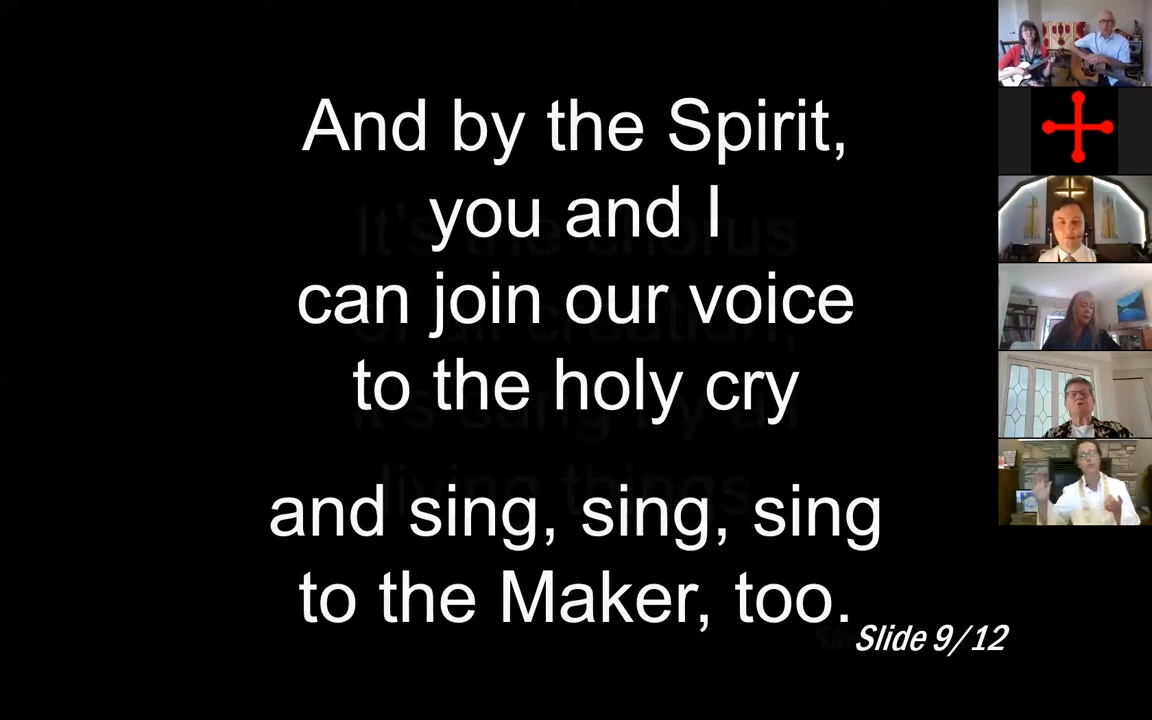 And by the Spirit,
you and I
can join our voice
to the holy cry
and sing, sing, sing
to the Maker, too.
Slide 9/12